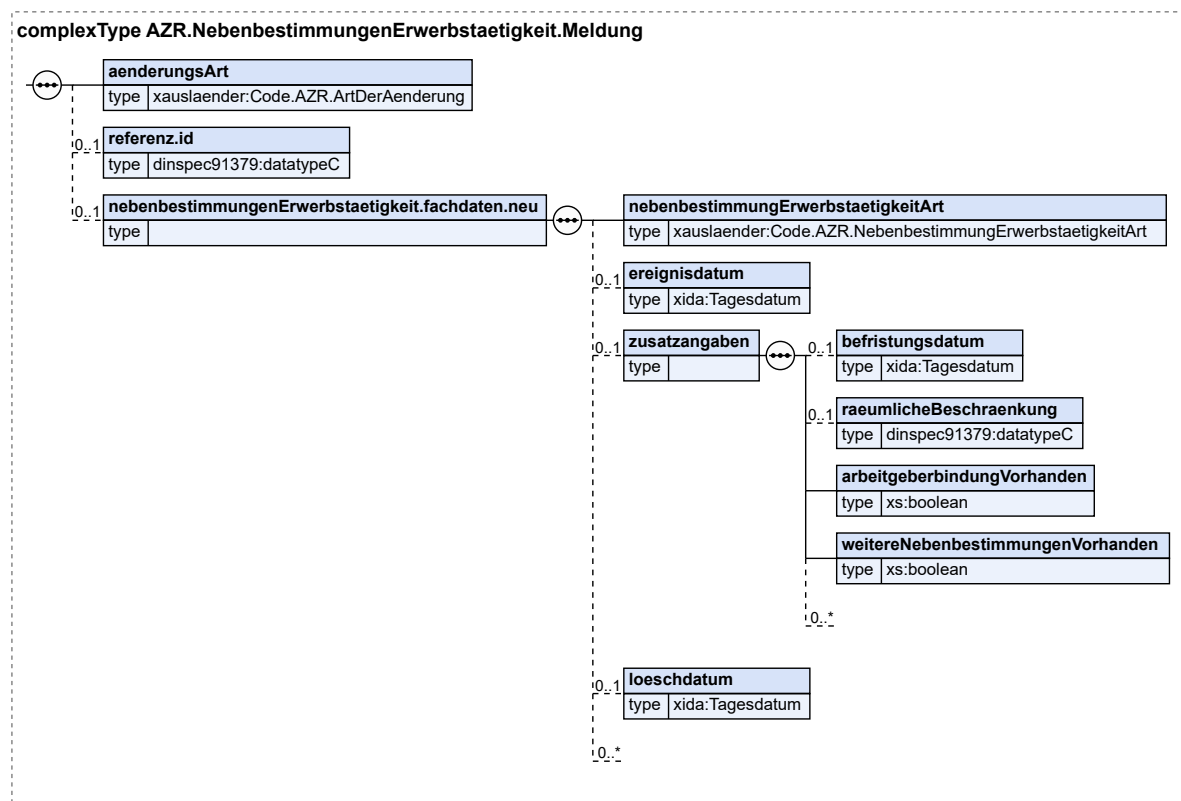 complexType AZR.NebenbestimmungenErwerbstaetigkeit.Meldung
aenderungsArt
type xauslaender:Code.AZR.ArtDerAenderung
0..1
referenz.id
type dinspec91379:datatypeC
0..1
nebenbestimmungenErwerbstaetigkeit.fachdaten.neu
type
nebenbestimmungErwerbstaetigkeitArt
type xauslaender:Code.AZR.NebenbestimmungErwerbstaetigkeitArt
0..1
ereignisdatum
type xida:Tagesdatum
0..1
zusatzangaben
type
0..1
befristungsdatum
type xida:Tagesdatum
0..1
raeumlicheBeschraenkung
type dinspec91379:datatypeC
arbeitgeberbindungVorhanden
type xs:boolean
weitereNebenbestimmungenVorhanden
type xs:boolean
0..*
0..1
loeschdatum
type xida:Tagesdatum
0..*